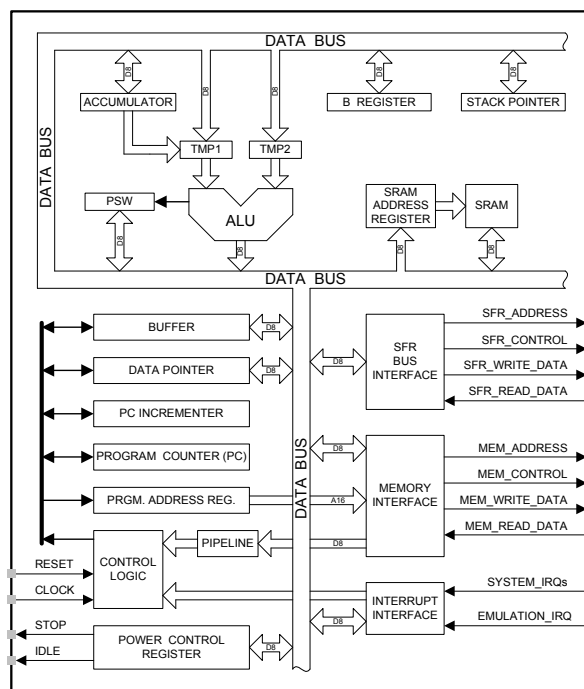 DATA BUS
D8
D8
D8
D8
D8
ACCUMULATOR
B REGISTER
STACK POINTER
DATA BUS
TMP1
TMP2
PSW
ALU
SRAM
ADDRESS
REGISTER
SRAM
D8
D8
D8
D8
DATA BUS
BUFFER
D8
DATA POINTER
D8
PC INCREMENTER
PROGRAM COUNTER (PC)
PRGM. ADDRESS REG.
A16
DATA BUS
SFR
BUS
INTERFACE
D8
SFR_ADDRESS
SFR_CONTROL
SFR_WRITE_DATA
SFR_READ_DATA
D8
MEMORY
INTERFACE
MEM_ADDRESS
MEM_CONTROL
MEM_WRITE_DATA
MEM_READ_DATA
CONTROL
LOGIC
PIPELINE
D8
RESET
CLOCK
INTERRUPT
INTERFACE
SYSTEM_IRQs
EMULATION_IRQ
D8
STOP
IDLE
POWER CONTROL
REGISTER
D8